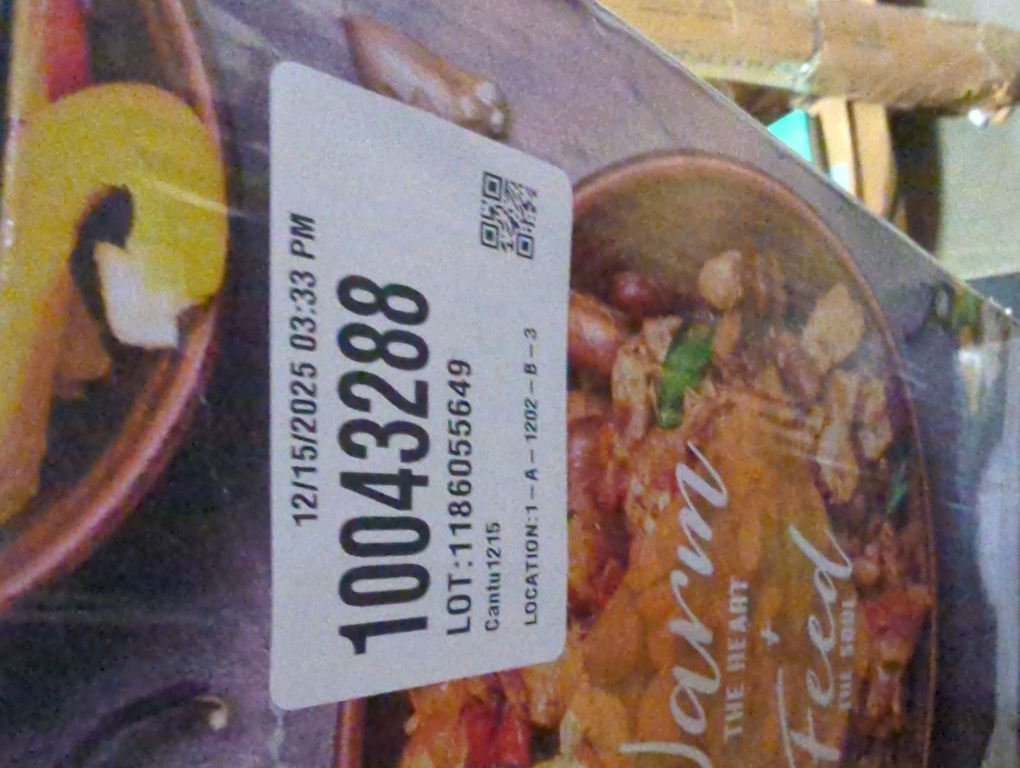 12/15/2025 03:33 PM
10043288
LOT:1186055649
Cantu1215
LOCATION:1-A-1202-B-3
Warm
THE HEART
+
Feed
THE SOUL